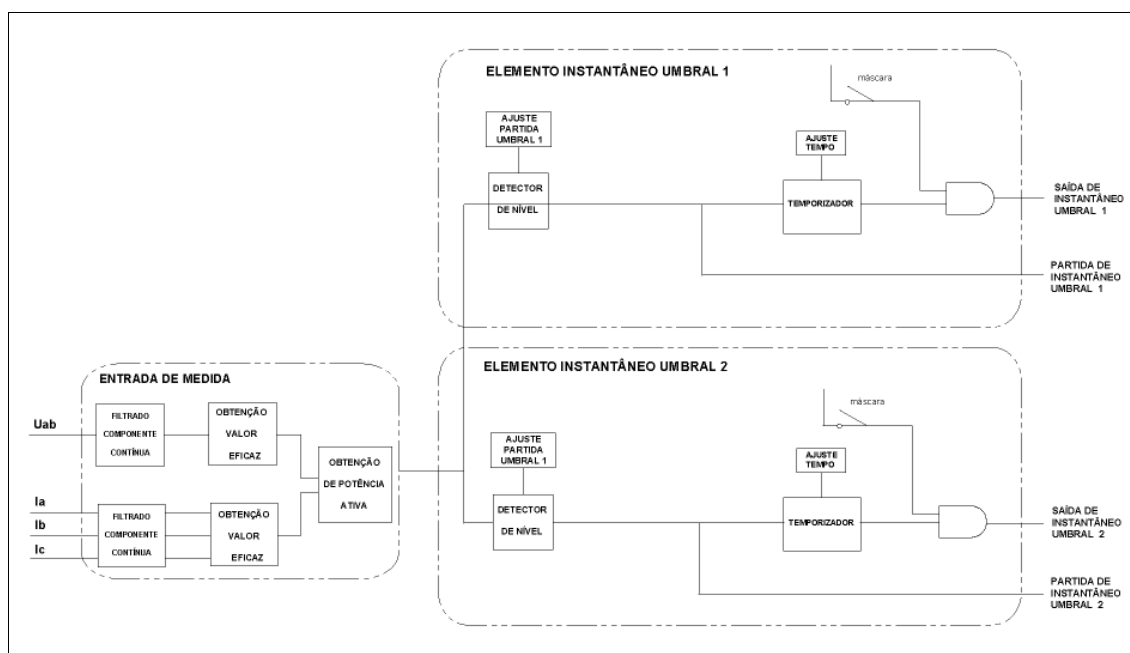 ELEMENTO INSTANTÂNEO UMBRAL 1
máscara
AJUSTE
PARTIDA
UMBRAL 1
AJUSTE
TEMPO
DETECTOR
DE NÍVEL
TEMPORIZADOR
SAÍDA DE
INSTANTÂNEO
UMBRAL 1
PARTIDA DE
INSTANTÂNEO
UMBRAL 1
ENTRADA DE MEDIDA
Uab
FILTRADO
COMPONENTE
CONTÍNUA
OBTENÇÃO
VALOR
EFICAZ
OBTENÇÃO
DE POTÊNCIA
ATIVA
Ia
Ib
Ic
FILTRADO
COMPONENTE
CONTÍNUA
OBTENÇÃO
VALOR
EFICAZ
ELEMENTO INSTANTÂNEO UMBRAL 2
máscara
AJUSTE
PARTIDA
UMBRAL 1
AJUSTE
TEMPO
DETECTOR
DE NÍVEL
TEMPORIZADOR
SAÍDA DE
INSTANTÂNEO
UMBRAL 2
PARTIDA DE
INSTANTÂNEO
UMBRAL 2